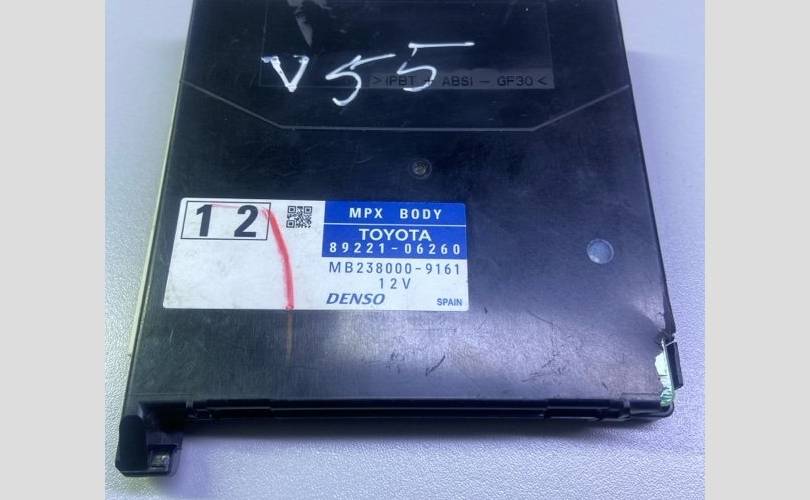 V55
>(PBT + ABS) - GF30<
12
MPX BODY
TOYOTA
89221-06260
MB238000-9161
12V
DENSO
SPAIN